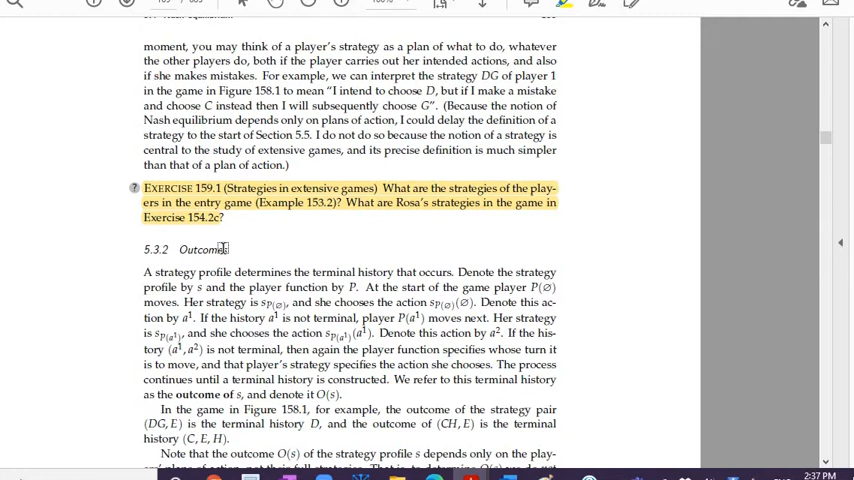 moment, you may think of a player's strategy as a plan of what to do, whatever
the other players do, both if the player carries out her intended actions, and also
if she makes mistakes. For example, we can interpret the strategy DG of player 1
in the game in Figure 158.1 to mean "I intend to choose D, but if I make a mistake
and choose C instead then I will subsequently choose G". (Because the notion of
Nash equilibrium depends only on plans of action, I could delay the definition of a
strategy to the start of Section 5.5. I do not do so because the notion of a strategy is
central to the study of extensive games, and its precise definition is much simpler
than that of a plan of action.)
? EXERCISE 159.1 (Strategies in extensive games) What are the strategies of the play-
ers in the entry game (Example 153.2)? What are Rosa's strategies in the game in
Exercise 154.2c?
5.3.2 Outcomes
A strategy profile determines the terminal history that occurs. Denote the strategy
profile by s and the player function by P. At the start of the game player P(∅)
moves. Her strategy is s_P(∅), and she chooses the action s_P(∅)(∅). Denote this ac-
tion by a¹. If the history a¹ is not terminal, player P(a¹) moves next. Her strategy
is s_P(a¹), and she chooses the action s_P(a¹)(a¹). Denote this action by a². If the his-
tory (a¹, a²) is not terminal, then again the player function specifies whose turn it
is to move, and that player's strategy specifies the action she chooses. The process
continues until a terminal history is constructed. We refer to this terminal history
as the outcome of s, and denote it O(s).
In the game in Figure 158.1, for example, the outcome of the strategy pair
(DG, E) is the terminal history D, and the outcome of (CH, E) is the terminal
history (C, E, H).
Note that the outcome O(s) of the strategy profile s depends only on the play-
2:37 PM